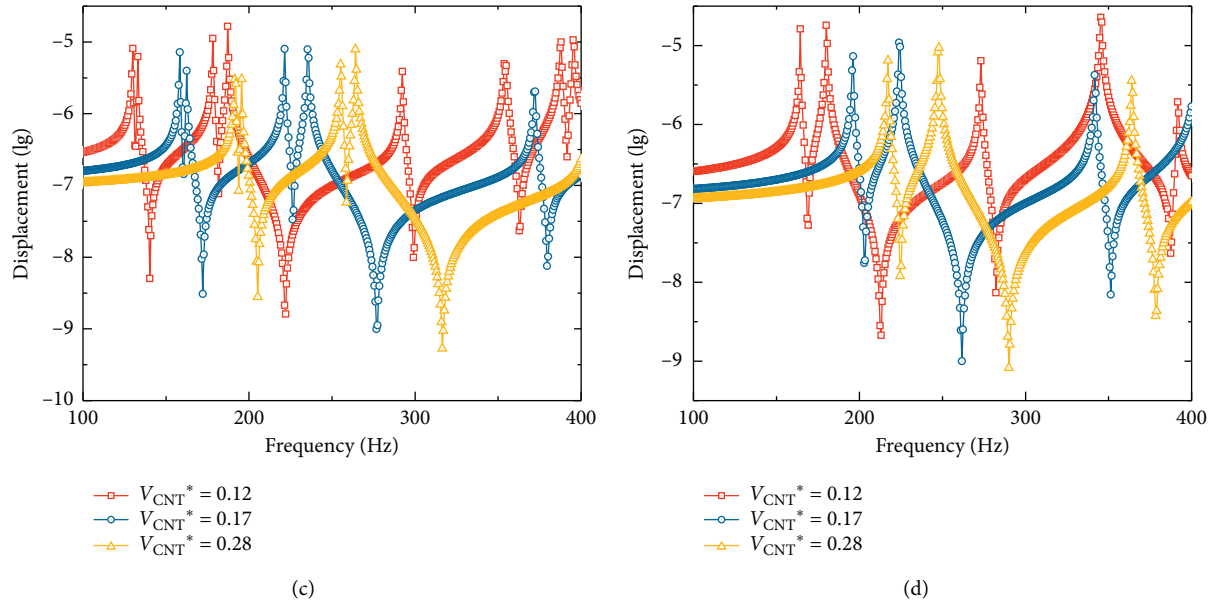 −5
−6
−7
−8
−9
−10
Displacement (lg)
100
200
300
400
Frequency (Hz)
V_CNT* = 0.12
V_CNT* = 0.17
V_CNT* = 0.28
(c)
−5
−6
−7
−8
−9
Displacement (lg)
100
200
300
400
Frequency (Hz)
V_CNT* = 0.12
V_CNT* = 0.17
V_CNT* = 0.28
(d)